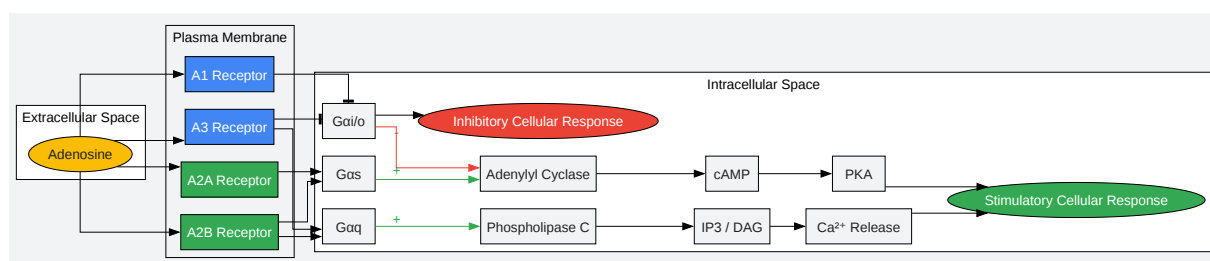 Plasma Membrane
Intracellular Space
A1 Receptor
Extracellular Space
Gαi/o
Inhibitory Cellular Response
A3 Receptor
-
Adenosine
A2A Receptor
Gαs
+
Adenylyl Cyclase
cAMP
PKA
Stimulatory Cellular Response
A2B Receptor
Gαq
+
Phospholipase C
IP3 / DAG
Ca²⁺ Release